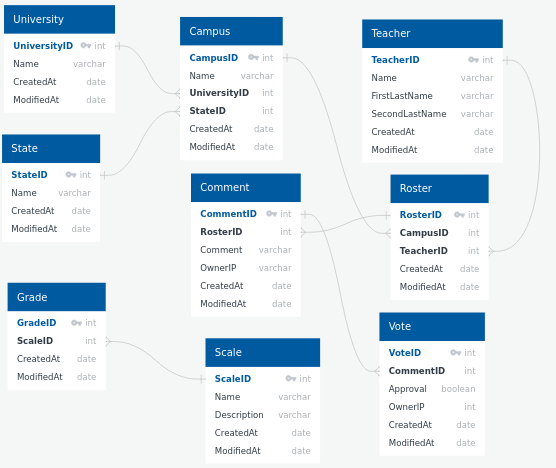 University
UniversityID int
Name varchar
CreatedAt date
ModifiedAt date
Campus
CampusID int
Name varchar
UniversityID int
StateID int
CreatedAt date
ModifiedAt date
Teacher
TeacherID int
Name varchar
FirstLastName varchar
SecondLastName varchar
CreatedAt date
ModifiedAt date
State
StateID int
Name varchar
CreatedAt date
ModifiedAt date
Comment
CommentID int
RosterID int
Comment varchar
OwnerIP varchar
CreatedAt date
ModifiedAt date
Roster
RosterID int
CampusID int
TeacherID int
CreatedAt date
ModifiedAt date
Grade
GradeID int
ScaleID int
CreatedAt date
ModifiedAt date
Scale
ScaleID int
Name varchar
Description varchar
CreatedAt date
ModifiedAt date
Vote
VoteID int
CommentID int
Approval boolean
OwnerIP int
CreatedAt date
ModifiedAt date